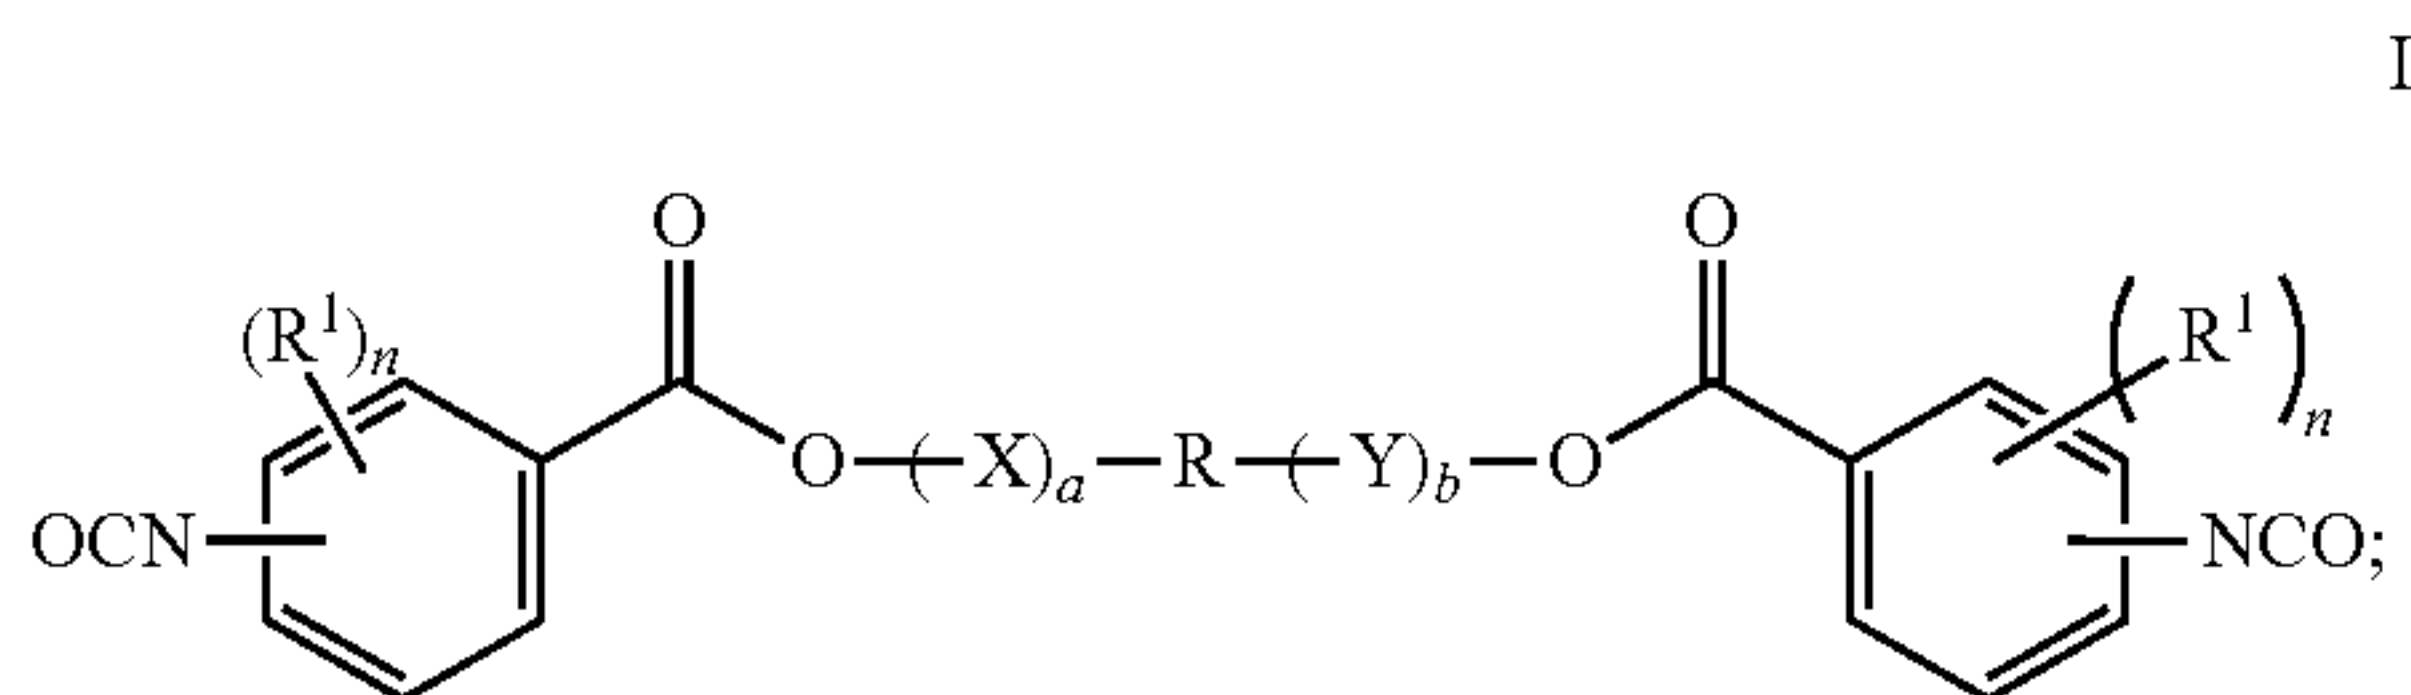 I
O O
(R¹)n (R¹)n
O—(X)a—R—(Y)b—O
OCN NCO;